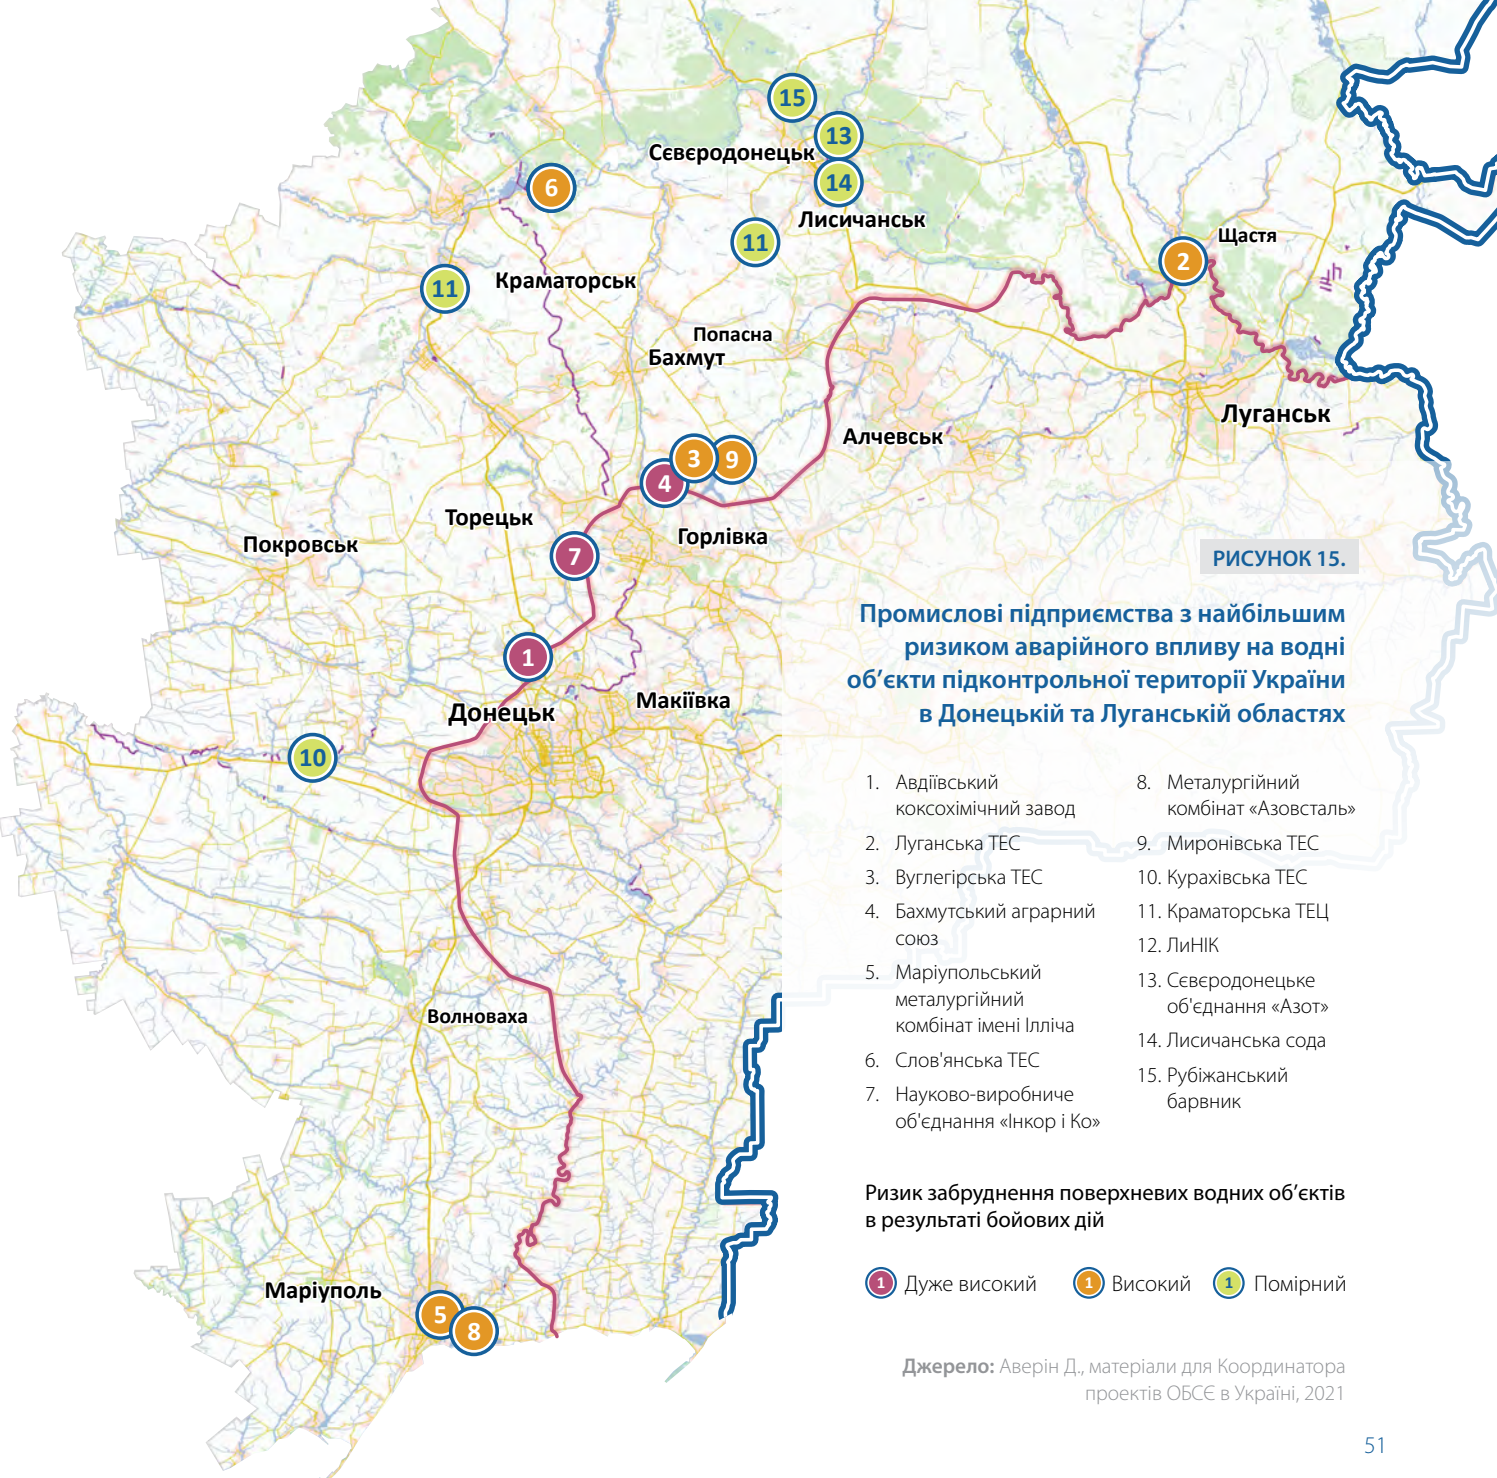 15
13
Сєвєродонецьк
14
6
Лисичанськ
Щастя
11
2
Краматорськ
11
Попасна
Бахмут
Луганськ
Алчевськ
3
9
4
Торецьк
Горлівка
Покровськ
7
1
Макіївка
Донецьк
10
Волноваха
Маріуполь
5
8
РИСУНОК 15.
Промислові підприємства з найбільшим
ризиком аварійного впливу на водні
об’єкти підконтрольної території України
в Донецькій та Луганській областях
1. Авдіївський
коксохімічний завод
2. Луганська ТЕС
3. Вуглегірська ТЕС
4. Бахмутський аграрний
союз
5. Маріупольський
металургійний
комбінат імені Ілліча
6. Слов'янська ТЕС
7. Науково-виробниче
об'єднання «Інкор і Ко»
8. Металургійний
комбінат «Азовсталь»
9. Миронівська ТЕС
10. Курахівська ТЕС
11. Краматорська ТЕЦ
12. ЛиНІК
13. Сєвєродонецьке
об'єднання «Азот»
14. Лисичанська сода
15. Рубіжанський
барвник
Ризик забруднення поверхневих водних об’єктів
в результаті бойових дій
1 Дуже високий 1 Високий 1 Помірний
Джерело: Аверін Д., матеріали для Координатора
проектів ОБСЄ в Україні, 2021
51